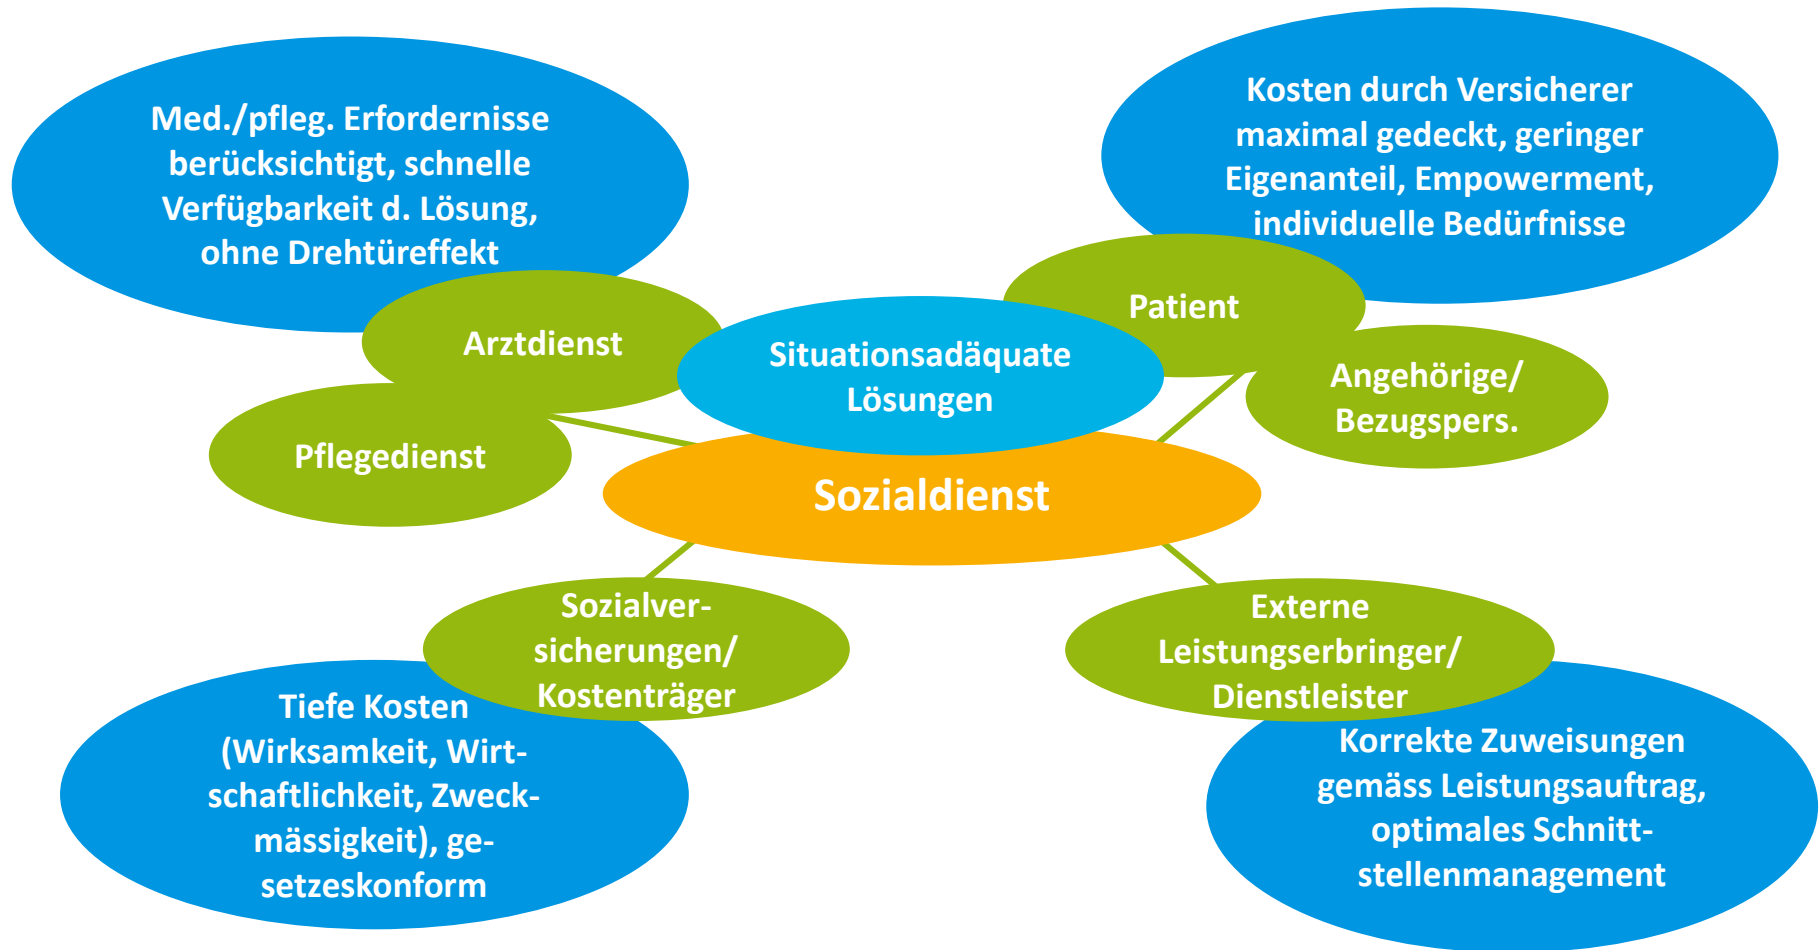 Med./pfleg. Erfordernisse
berücksichtigt, schnelle
Verfügbarkeit d. Lösung,
ohne Drehtüreffekt
Kosten durch Versicherer
maximal gedeckt, geringer
Eigenanteil, Empowerment,
individuelle Bedürfnisse
Arztdienst
Patient
Situationsadäquate
Lösungen
Angehörige/
Bezugspers.
Pflegedienst
Sozialdienst
Sozialver-
sicherungen/
Kostenträger
Externe
Leistungserbringer/
Dienstleister
Tiefe Kosten
(Wirksamkeit, Wirt-
schaftlichkeit, Zweck-
mässigkeit), ge-
setzeskonform
Korrekte Zuweisungen
gemäss Leistungsauftrag,
optimales Schnitt-
stellenmanagement